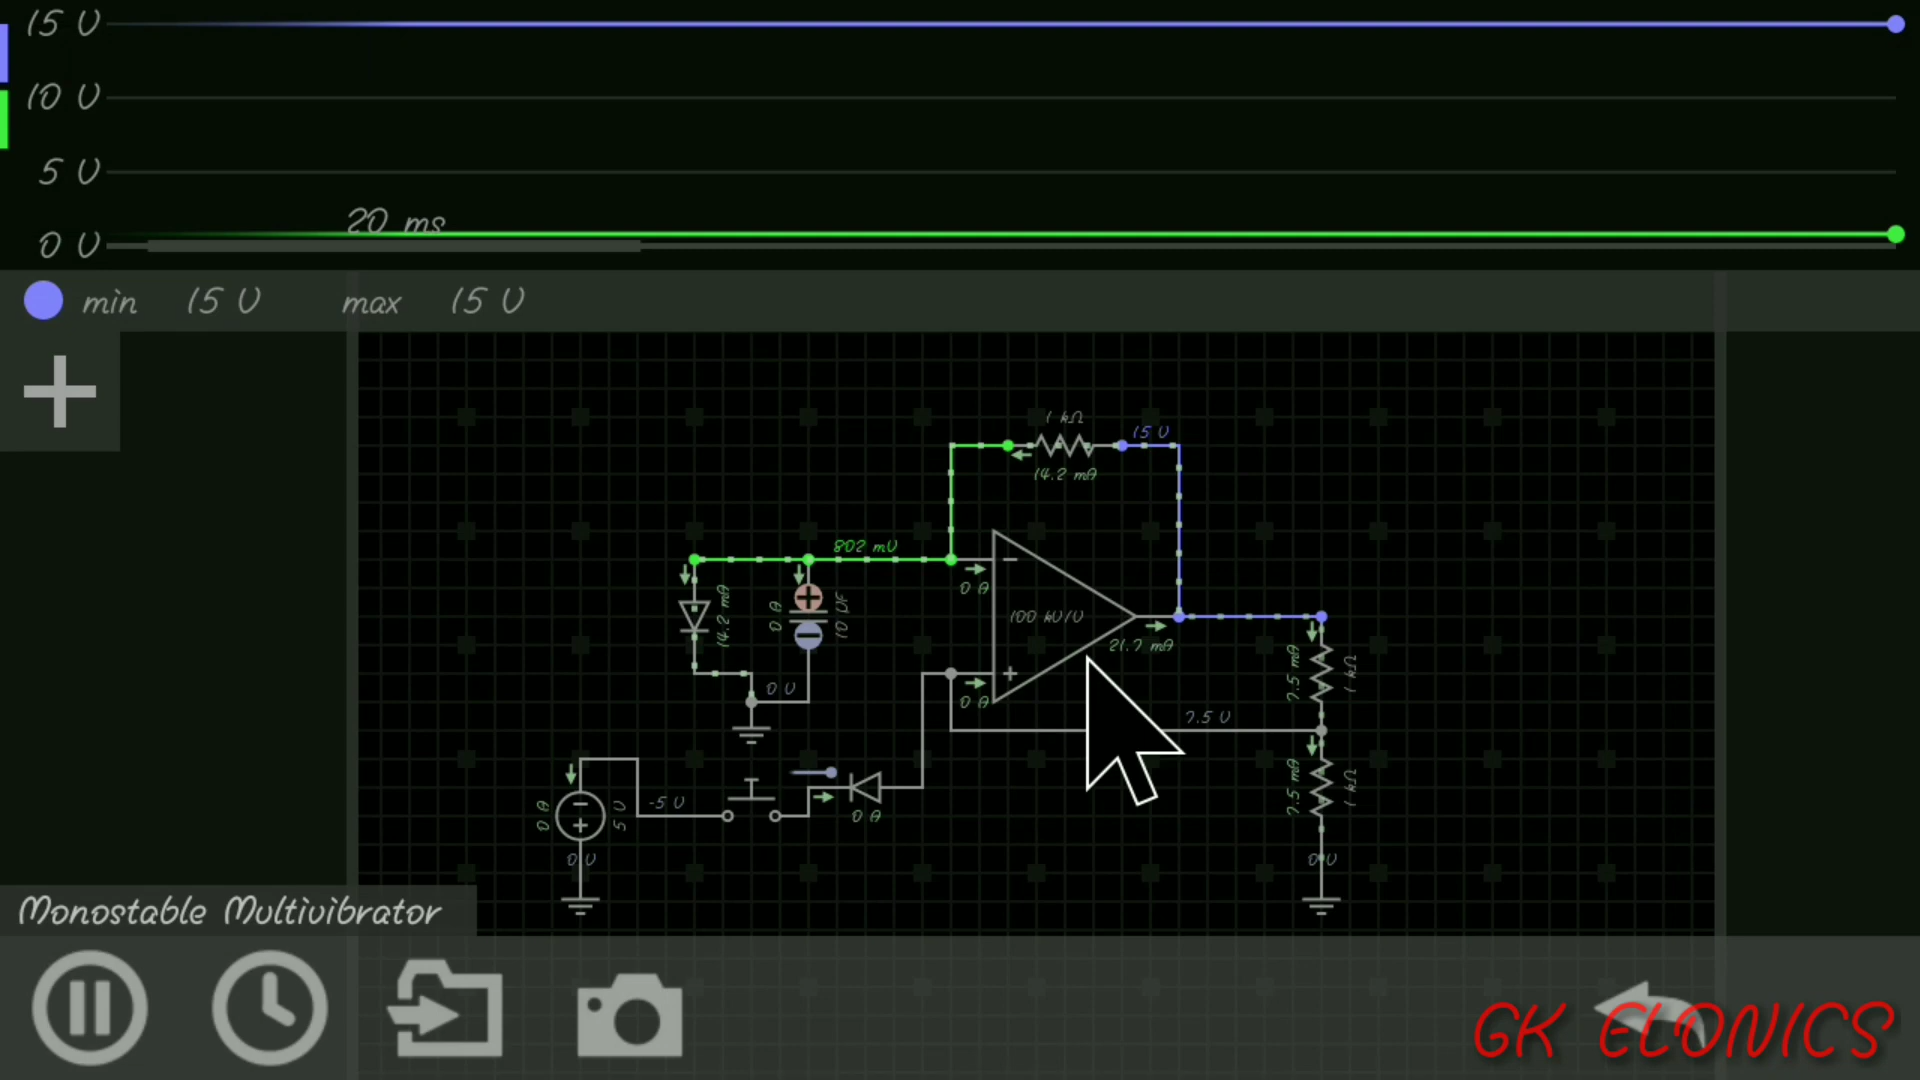 15 V
10 V
5 V
20 ms
0 V
min 15 V max 15 V
1 kΩ
15 V
14.2 mA
802 mV
0 A
14.2 mA
0 A
10 µF
100 kV/V
21.7 mA
0 V
0 A
7.5 mA
1 kΩ
7.5 V
-5 V
0 A
5 V
0 A
7.5 mA
1 kΩ
0 V
0 V
Monostable Multivibrator
GK ELONICS